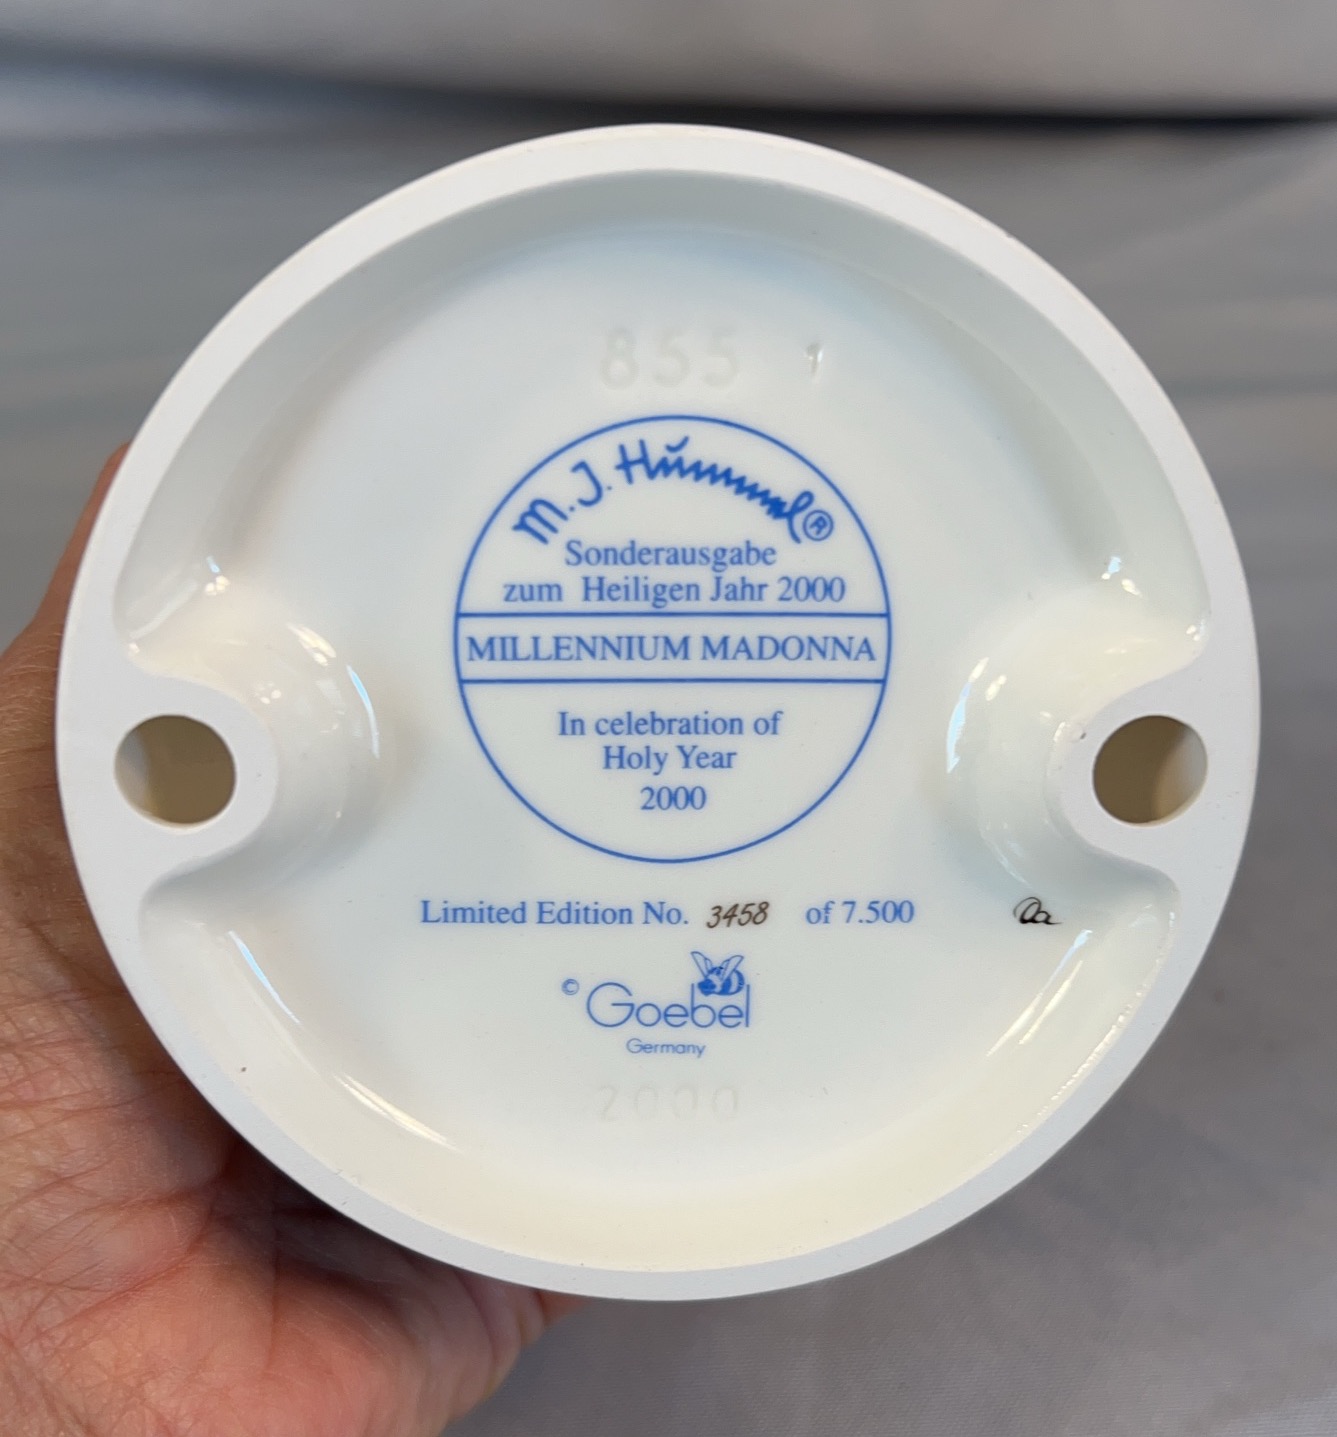 855 1
M. J. Hummel®
Sonderausgabe
zum Heiligen Jahr 2000
MILLENNIUM MADONNA
In celebration of
Holy Year
2000
Limited Edition No. 3458 of 7.500
© Goebel
Germany
2000